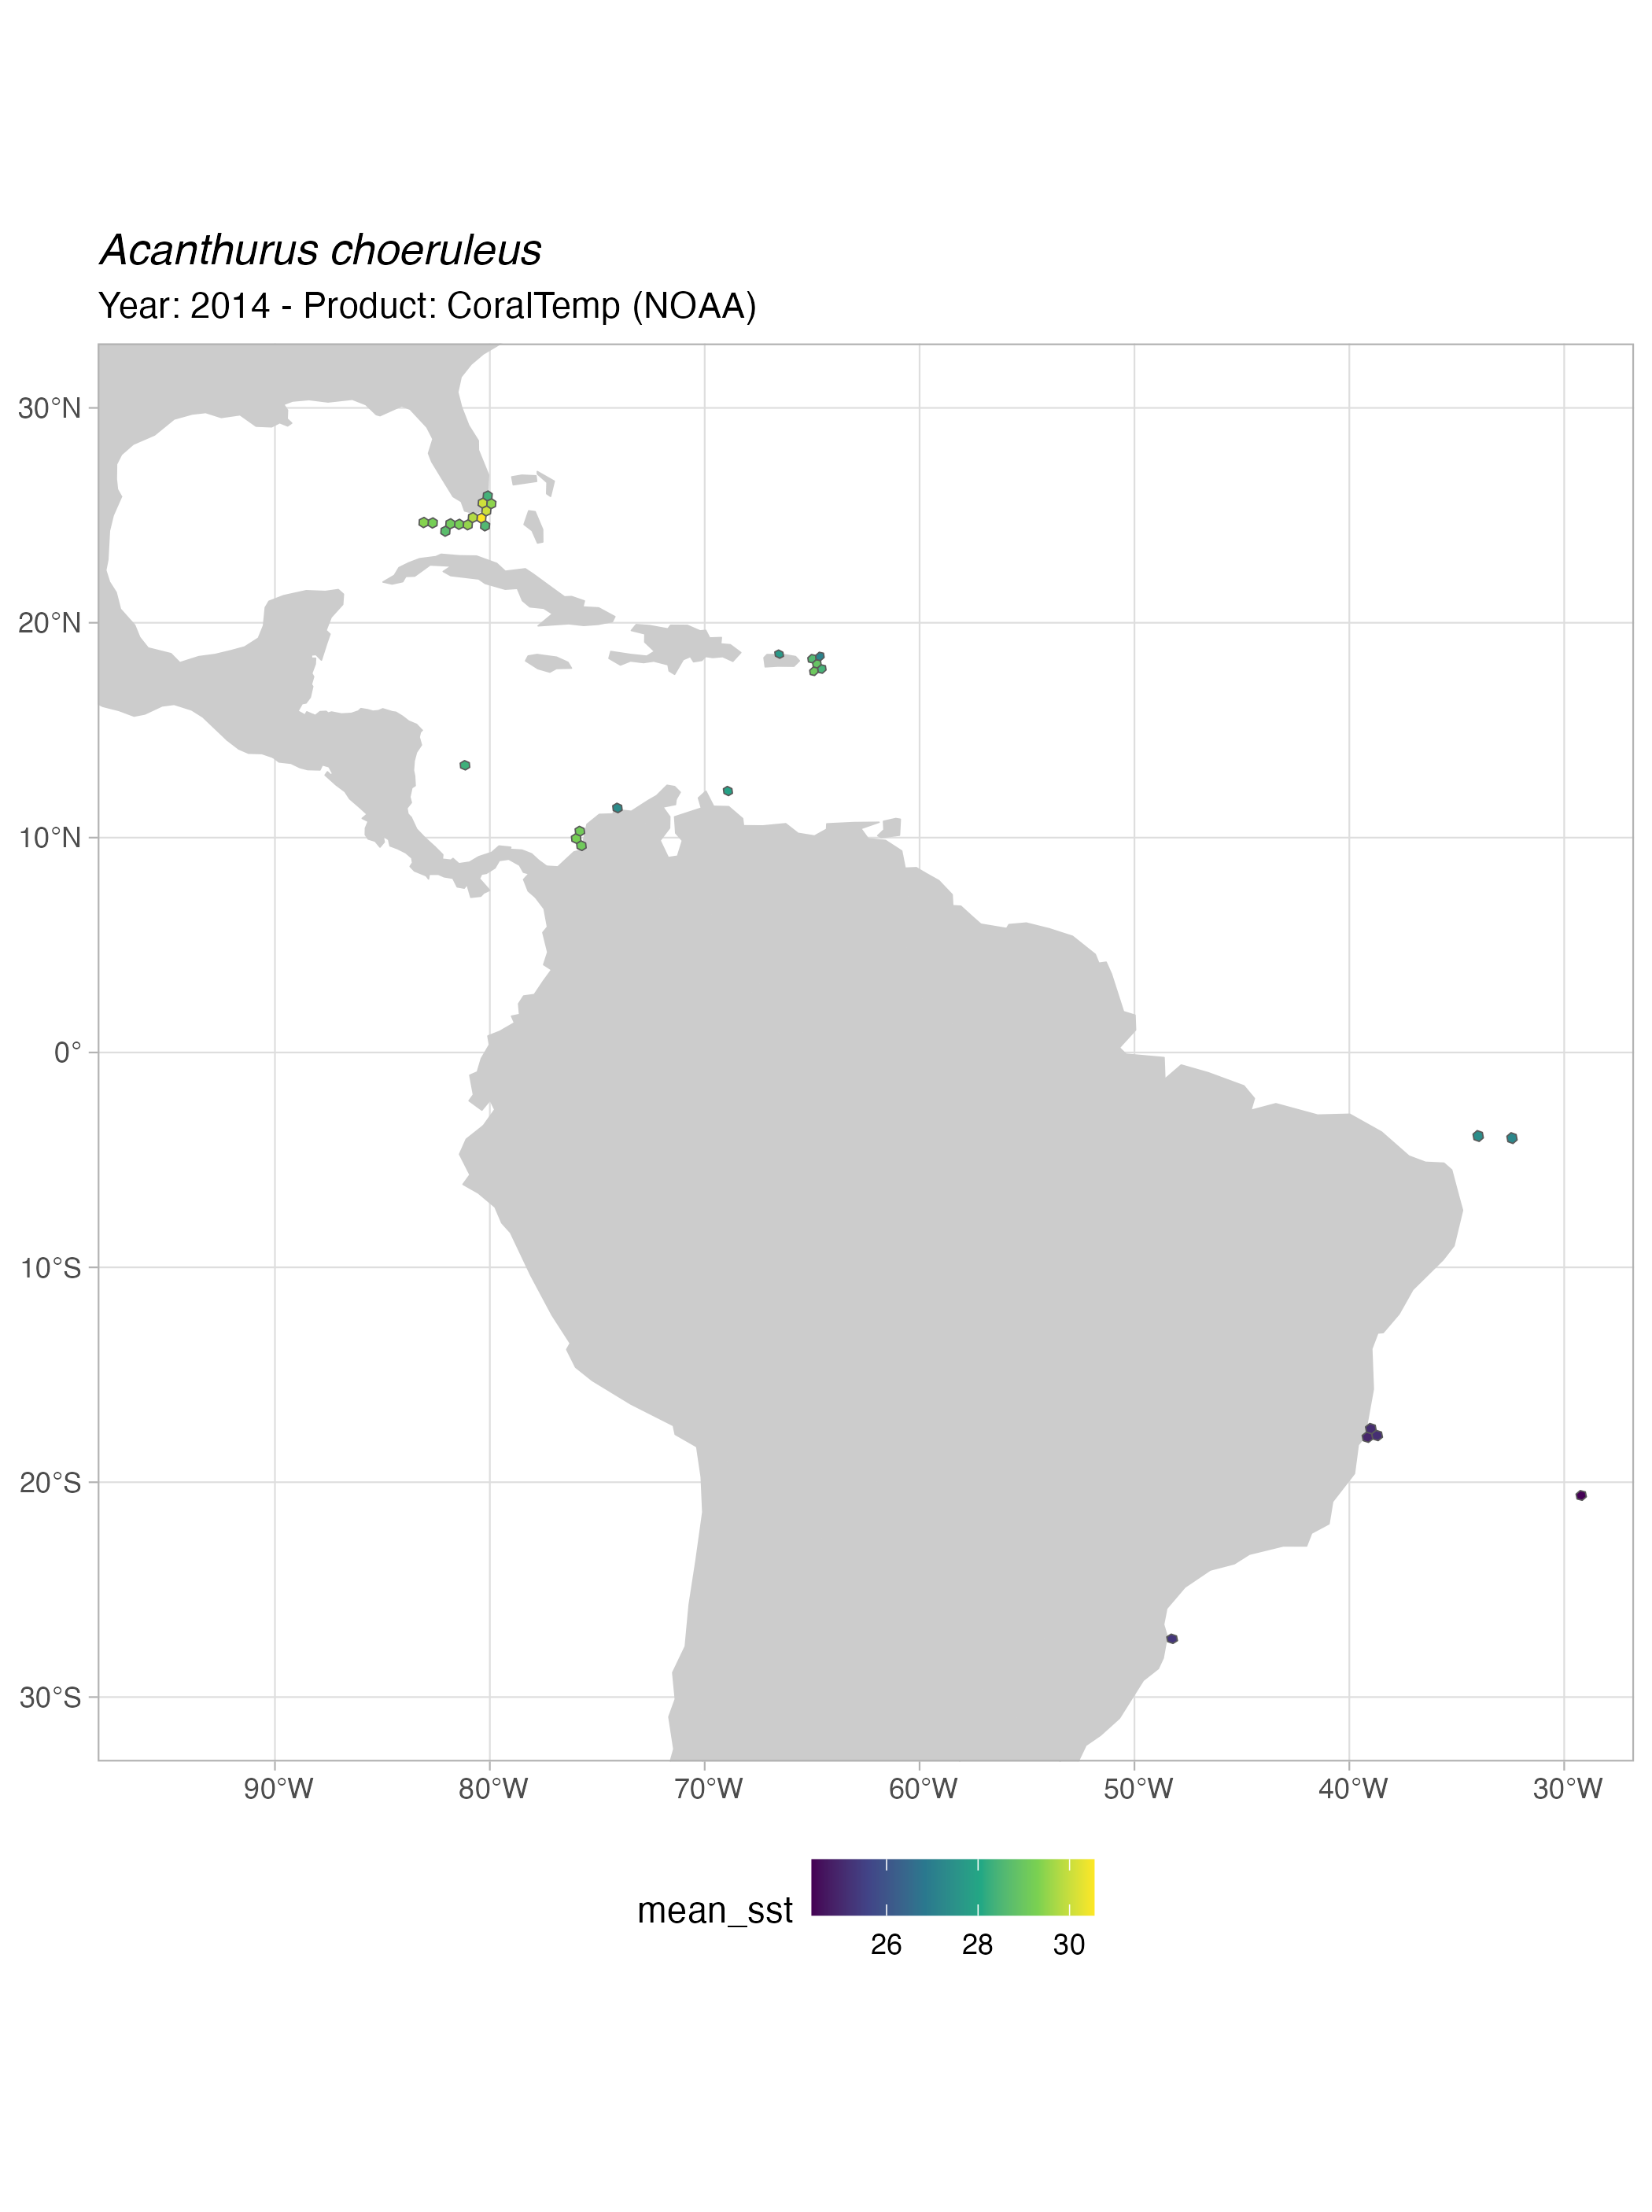 Acanthurus choeruleus
Year: 2014 - Product: CoralTemp (NOAA)
30°N
20°N
10°N
0°
10°S
20°S
30°S
90°W 80°W 70°W 60°W 50°W 40°W 30°W
mean_sst
26 28 30